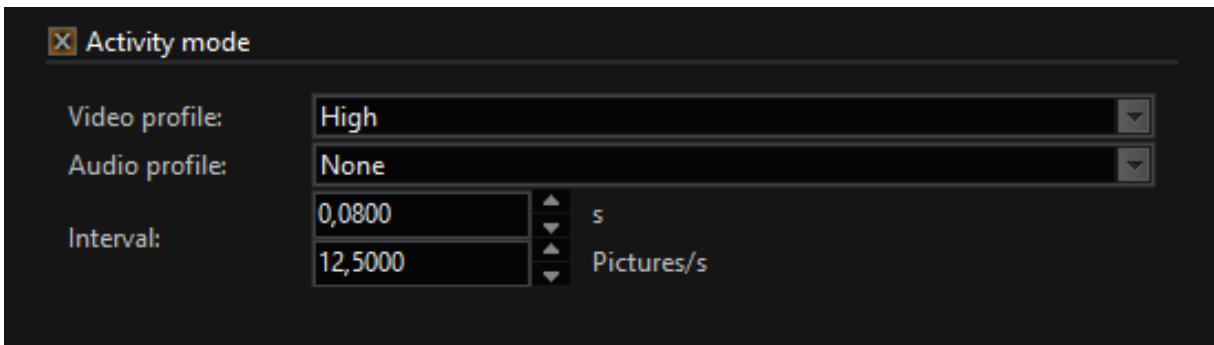 Activity mode
Video profile: High
Audio profile: None
Interval: 0,0800 s
12,5000 Pictures/s